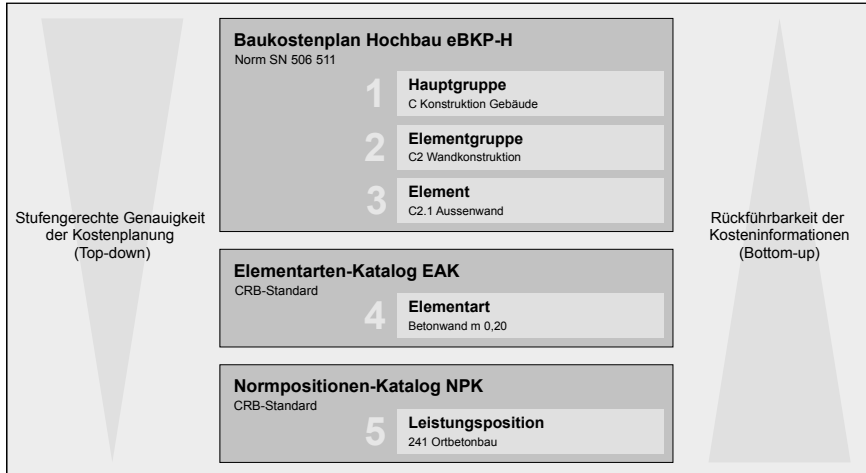 Baukostenplan Hochbau eBKP-H
Norm SN 506 511
1
Hauptgruppe
C Konstruktion Gebäude
2
Elementgruppe
C2 Wandkonstruktion
3
Element
C2.1 Aussenwand
Stufengerechte Genauigkeit
der Kostenplanung
(Top-down)
Rückführbarkeit der
Kosteninformationen
(Bottom-up)
Elementarten-Katalog EAK
CRB-Standard
4
Elementart
Betonwand m 0,20
Normpositionen-Katalog NPK
CRB-Standard
5
Leistungsposition
241 Ortbetonbau